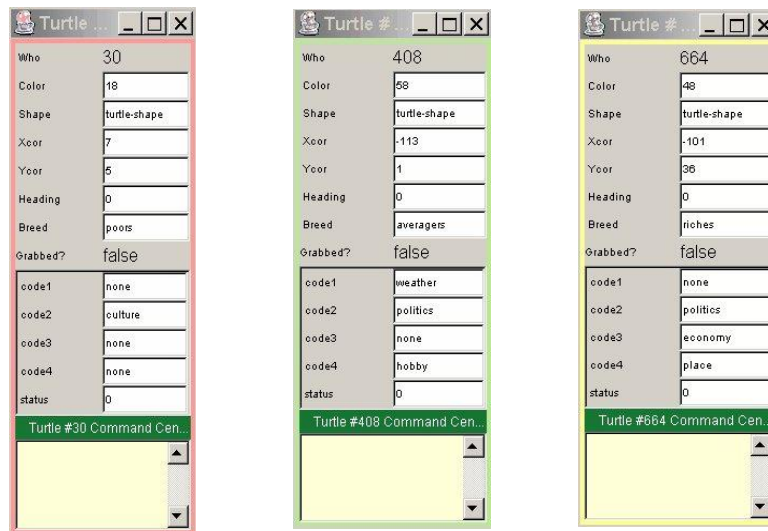 Turtle ...
Who 30
Color 18
Shape turtle-shape
Xcor 7
Ycor 5
Heading 0
Breed poors
Grabbed? false
code1 none
code2 culture
code3 none
code4 none
status 0
Turtle #30 Command Cen...
Turtle # ...
Who 408
Color 58
Shape turtle-shape
Xcor -113
Ycor 1
Heading 0
Breed averagers
Grabbed? false
code1 weather
code2 politics
code3 none
code4 hobby
status 0
Turtle #408 Command Cen...
Turtle # ...
Who 664
Color 48
Shape turtle-shape
Xcor -101
Ycor 36
Heading 0
Breed riches
Grabbed? false
code1 none
code2 politics
code3 economy
code4 place
status 0
Turtle #664 Command Cen...